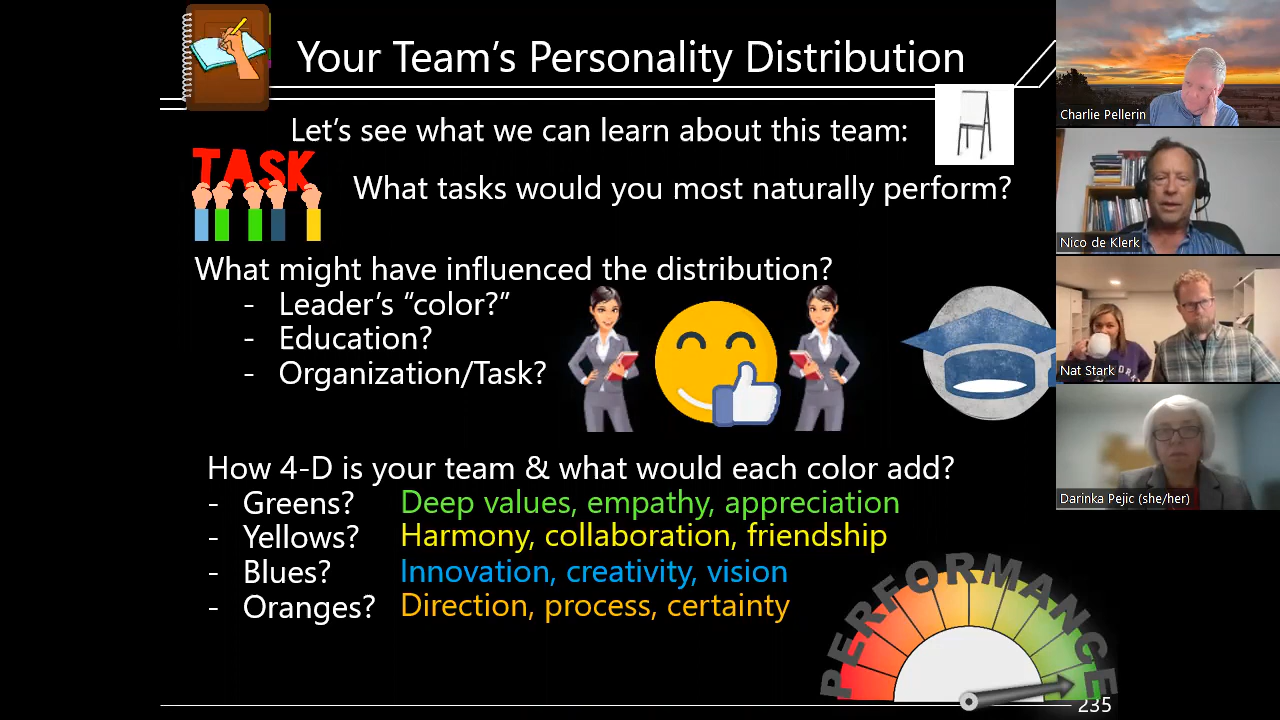 Your Team's Personality Distribution
Let's see what we can learn about this team:
TASK
What tasks would you most naturally perform?
What might have influenced the distribution?
- Leader's “color?”
- Education?
- Organization/Task?
How 4-D is your team & what would each color add?
- Greens? Deep values, empathy, appreciation
- Yellows? Harmony, collaboration, friendship
- Blues? Innovation, creativity, vision
- Oranges? Direction, process, certainty
PERFORMANCE
235
Charlie Pellerin
Nico de Klerk
Nat Stark
Darinka Pejic (she/her)